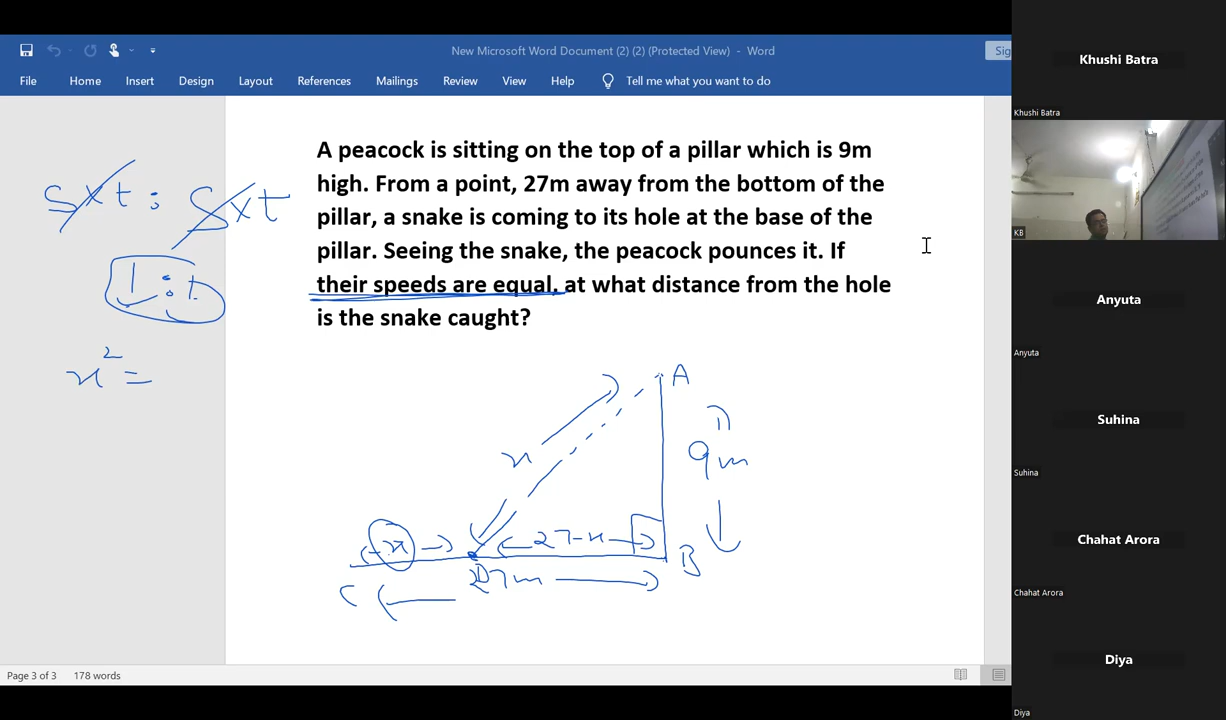 New Microsoft Word Document (2) (2) (Protected View) - Word
Sig
File Home Insert Design Layout References Mailings Review View Help Tell me what you want to do
A peacock is sitting on the top of a pillar which is 9m
high. From a point, 27m away from the bottom of the
pillar, a snake is coming to its hole at the base of the
pillar. Seeing the snake, the peacock pounces it. If
their speeds are equal, at what distance from the hole
is the snake caught?
S x t : S x t
1 : 1
x² =
A
x
9m
x
27-x
B
27m
C
Page 3 of 3 178 words
Khushi Batra
Khushi Batra
KB
Anyuta
Anyuta
Suhina
Suhina
Chahat Arora
Chahat Arora
Diya
Diya